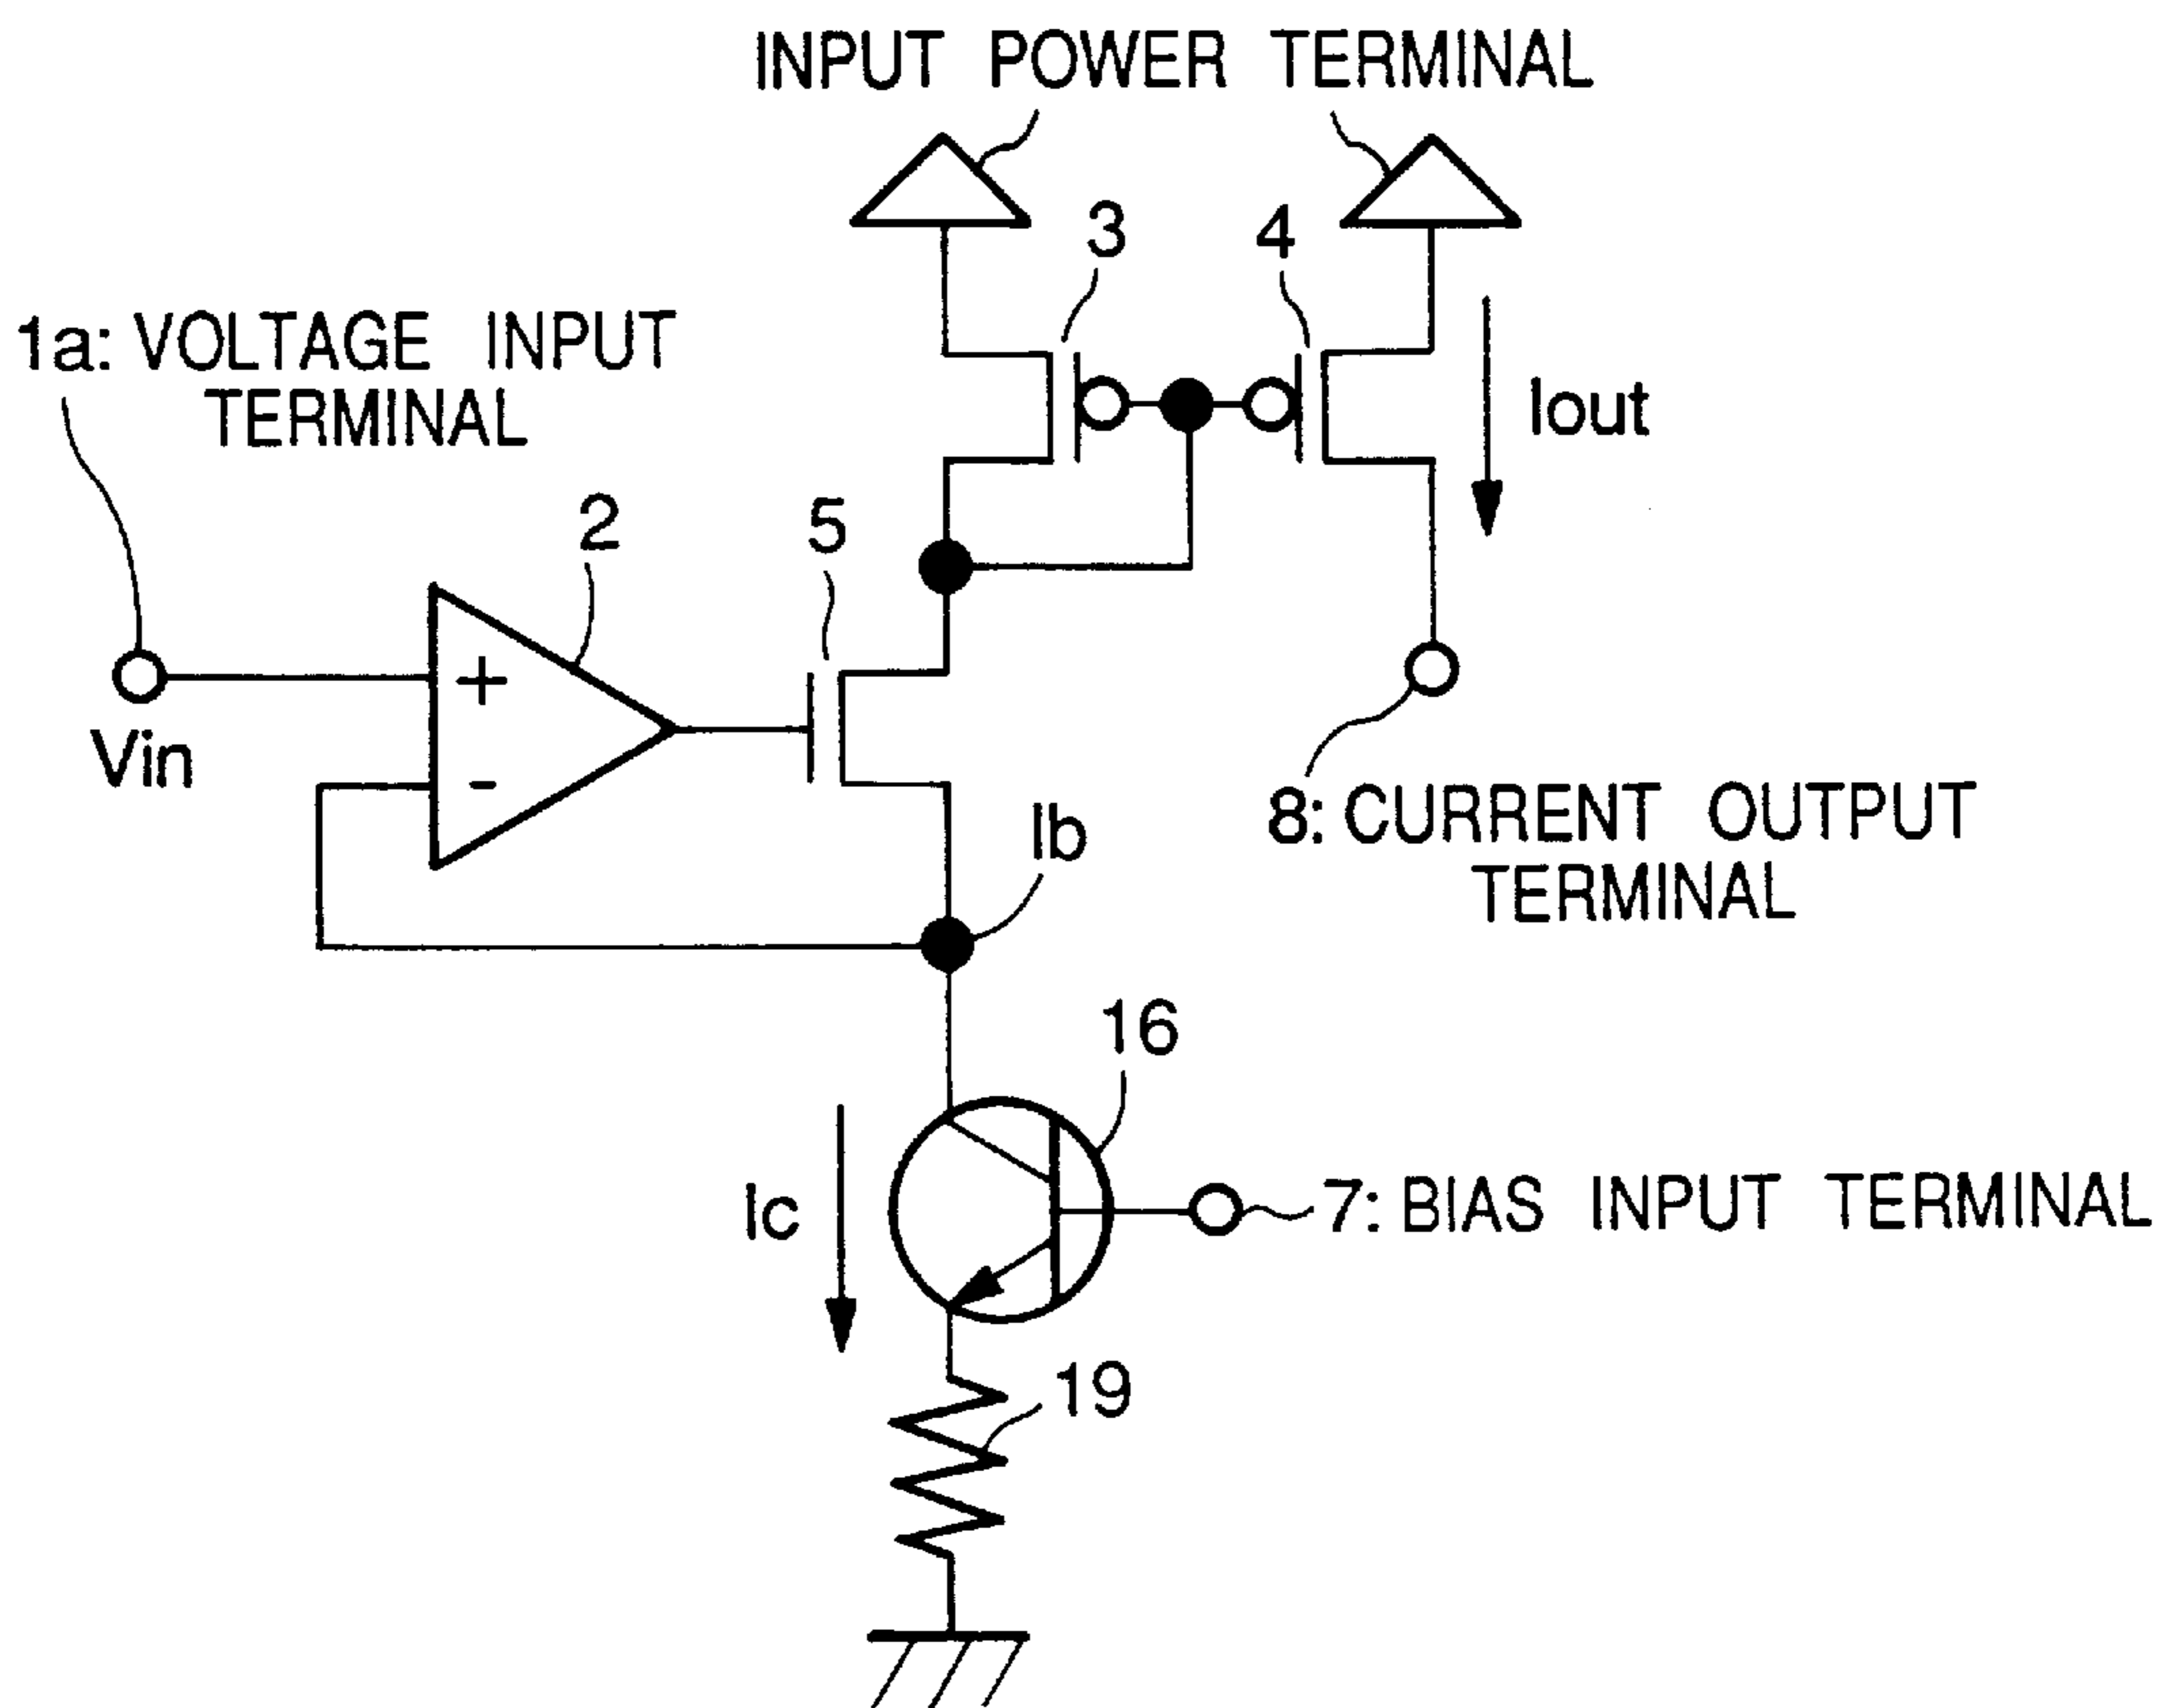 INPUT POWER TERMINAL
3
4
1a: VOLTAGE INPUT
TERMINAL
Iout
2
5
+
Vin
-
Ib
8: CURRENT OUTPUT
TERMINAL
16
Ic
7: BIAS INPUT TERMINAL
19